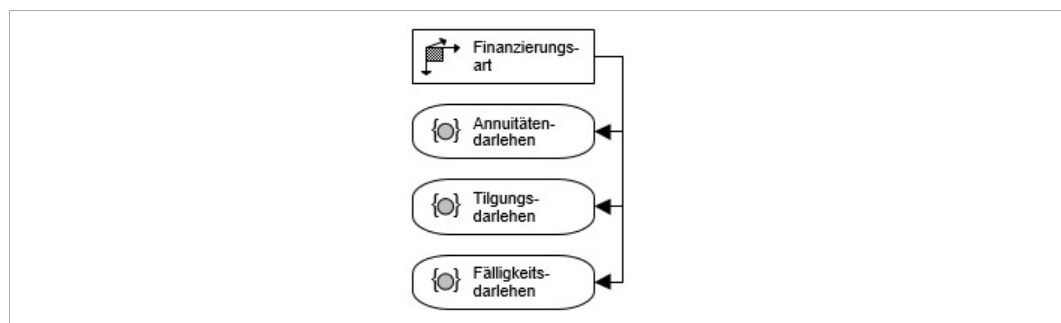 Finanzierungs-
art
Annuitäten-
darlehen
Tilgungs-
darlehen
Fälligkeits-
darlehen